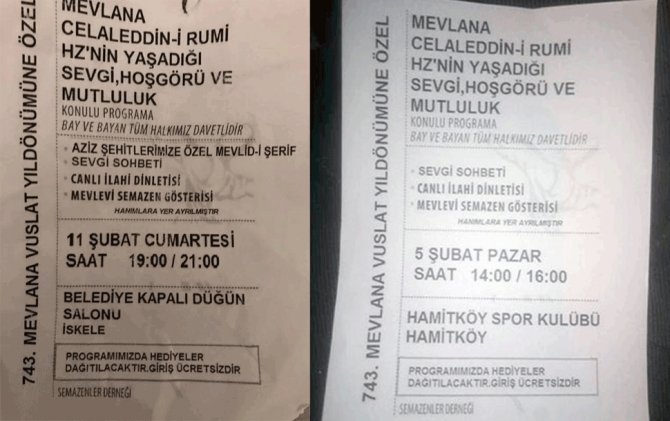 743. MEVLANA VUSLAT YILDÖNÜMÜNE ÖZEL
MEVLANA
CELALEDDİN-İ RUMİ
HZ'NİN YAŞADIĞI
SEVGİ,HOŞGÖRÜ VE
MUTLULUK
KONULU PROGRAMA
BAY VE BAYAN TÜM HALKIMIZ DAVETLİDİR
• AZİZ ŞEHİTLERİMİZE ÖZEL MEVLİD-İ ŞERİF
• SEVGİ SOHBETİ
• CANLI İLAHİ DİNLETİSİ
• MEVLEVİ SEMAZEN GÖSTERİSİ
HANIMLARA YER AYRILMIŞTIR
11 ŞUBAT CUMARTESİ
SAAT 19:00 / 21:00
BELEDİYE KAPALI DÜĞÜN
SALONU
İSKELE
PROGRAMIMIZDA HEDİYELER
DAĞITILACAKTIR.GİRİŞ ÜCRETSİZDİR
SEMAZENLER DERNEĞİ
743. MEVLANA VUSLAT YILDÖNÜMÜNE ÖZEL
MEVLANA
CELALEDDİN-İ RUMİ
HZ'NİN YAŞADIĞI
SEVGİ,HOŞGÖRÜ VE
MUTLULUK
KONULU PROGRAMA
BAY VE BAYAN TÜM HALKIMIZ DAVETLİDİR
• SEVGİ SOHBETİ
• CANLI İLAHİ DİNLETİSİ
• MEVLEVİ SEMAZEN GÖSTERİSİ
HANIMLARA YER AYRILMIŞTIR
5 ŞUBAT PAZAR
SAAT 14:00 / 16:00
HAMİTKÖY SPOR KULÜBÜ
HAMİTKÖY
PROGRAMIMIZDA HEDİYELER
DAĞITILACAKTIR.GİRİŞ ÜCRETSİZDİR
SEMAZENLER DERNEĞİ